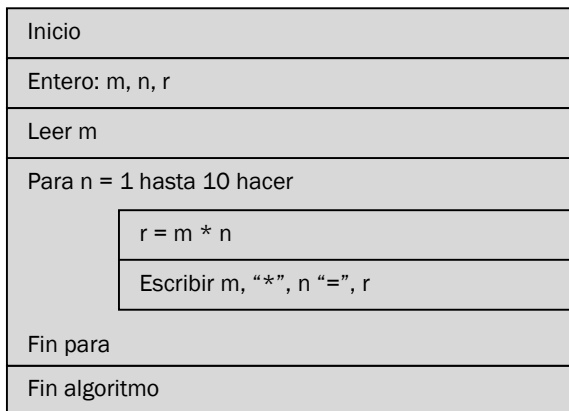 Inicio
Entero: m, n, r
Leer m
Para n = 1 hasta 10 hacer
r = m * n
Escribir m, “*”, n “=”, r
Fin para
Fin algoritmo